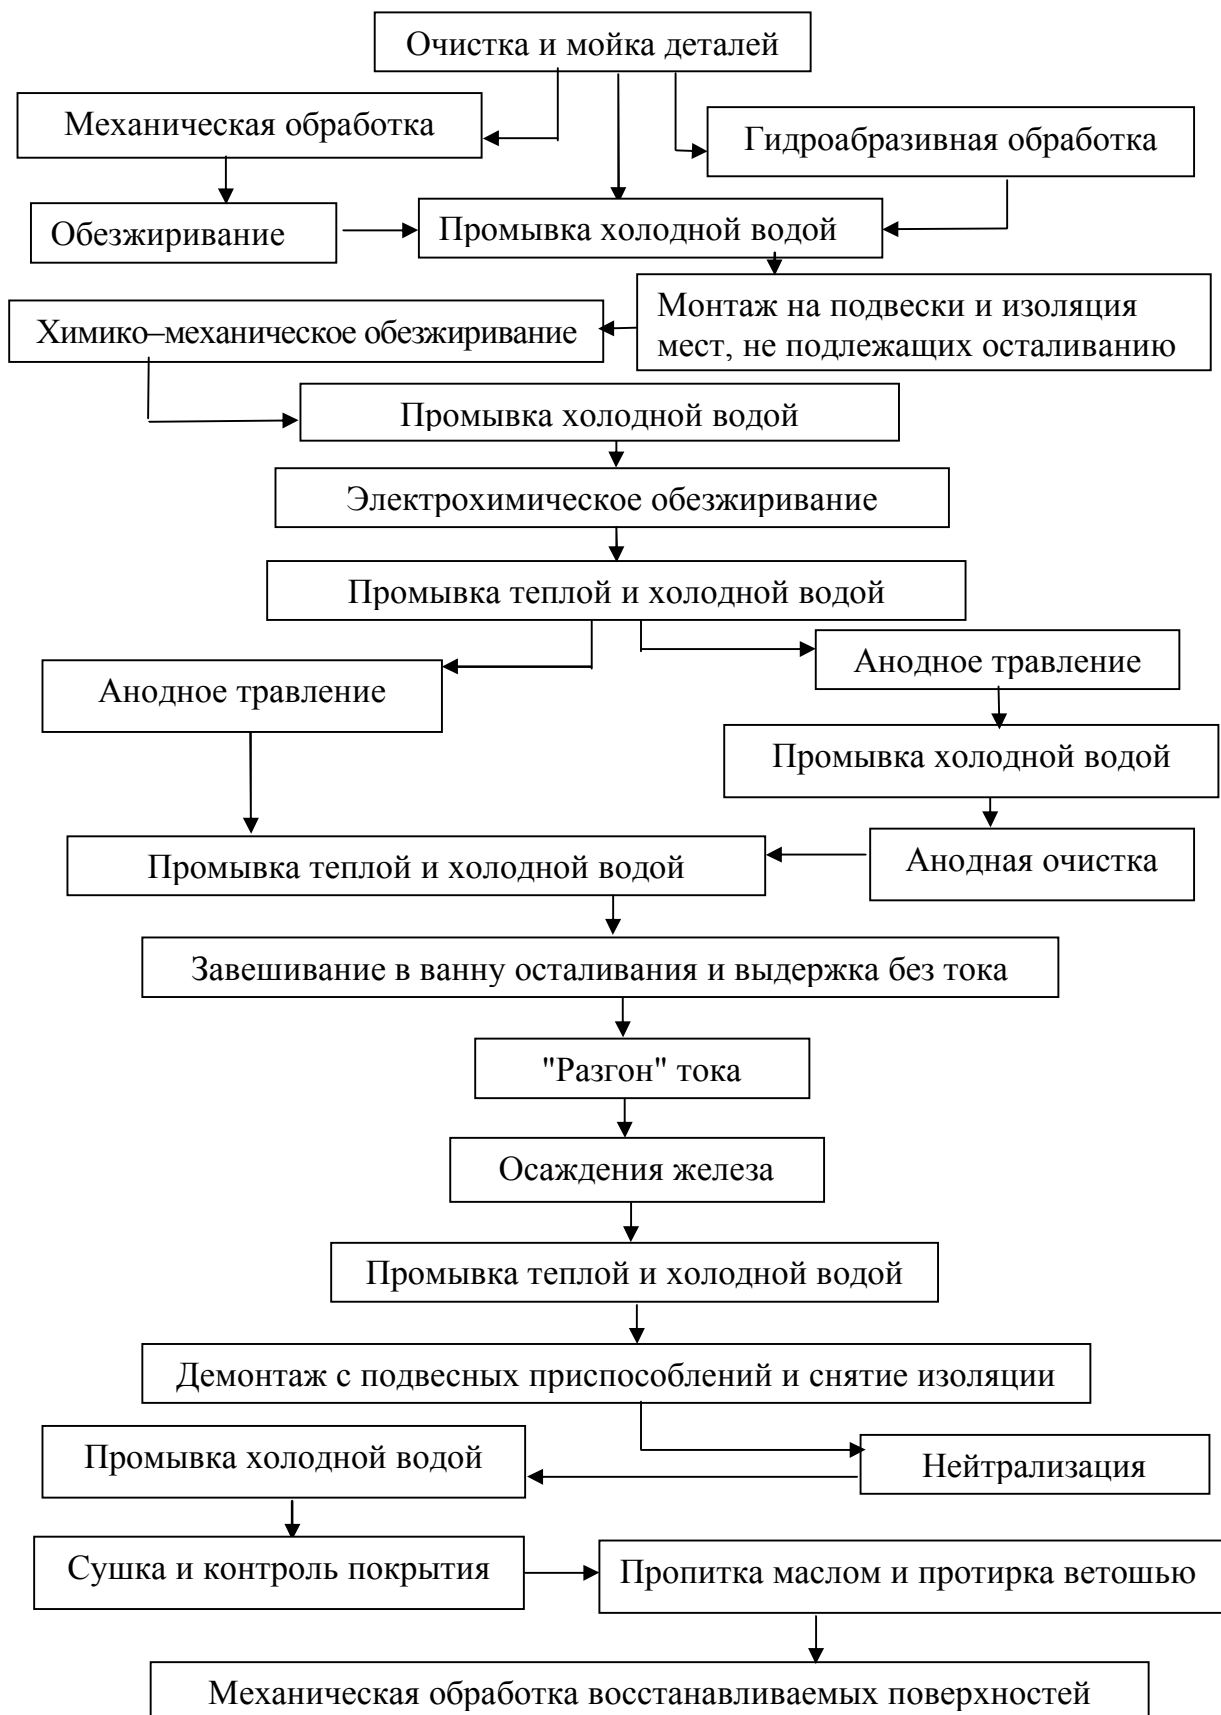 Очистка и мойка деталей
Механическая обработка
Гидроабразивная обработка
Обезжиривание
Промывка холодной водой
Монтаж на подвески и изоляция
мест, не подлежащих осталиванию
Химико–механическое обезжиривание
Промывка холодной водой
Электрохимическое обезжиривание
Промывка теплой и холодной водой
Анодное травление
Анодное травление
Промывка холодной водой
Промывка теплой и холодной водой
Анодная очистка
Завешивание в ванну осталивания и выдержка без тока
"Разгон" тока
Осаждения железа
Промывка теплой и холодной водой
Демонтаж с подвесных приспособлений и снятие изоляции
Промывка холодной водой
Нейтрализация
Сушка и контроль покрытия
Пропитка маслом и протирка ветошью
Механическая обработка восстанавливаемых поверхностей